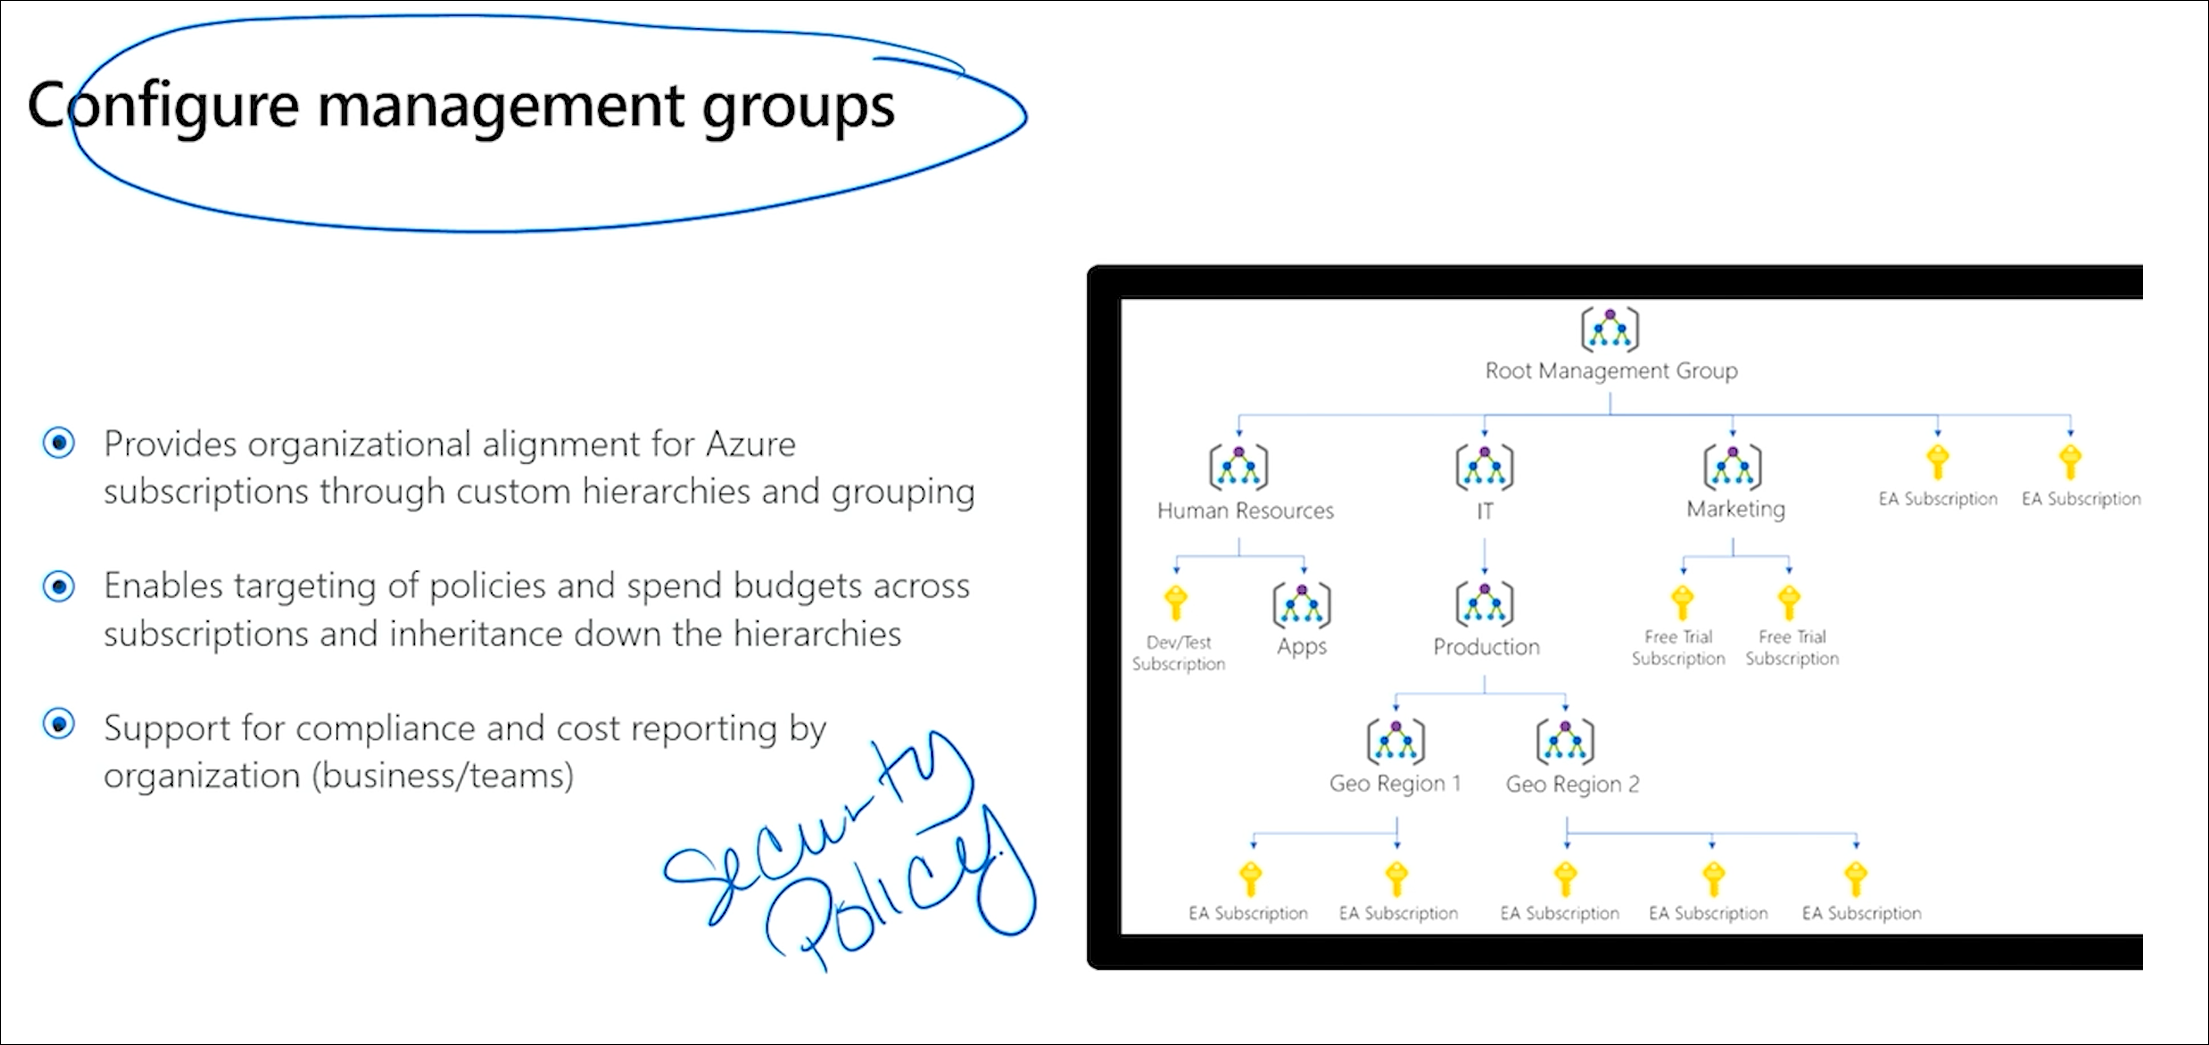 Configure management groups
Provides organizational alignment for Azure
subscriptions through custom hierarchies and grouping
Enables targeting of policies and spend budgets across
subscriptions and inheritance down the hierarchies
Support for compliance and cost reporting by
organization (business/teams)
Security
Policy
Root Management Group
Human Resources
IT
Marketing
EA Subscription
EA Subscription
Dev/Test
Subscription
Apps
Production
Free Trial
Subscription
Free Trial
Subscription
Geo Region 1
Geo Region 2
EA Subscription
EA Subscription
EA Subscription
EA Subscription
EA Subscription